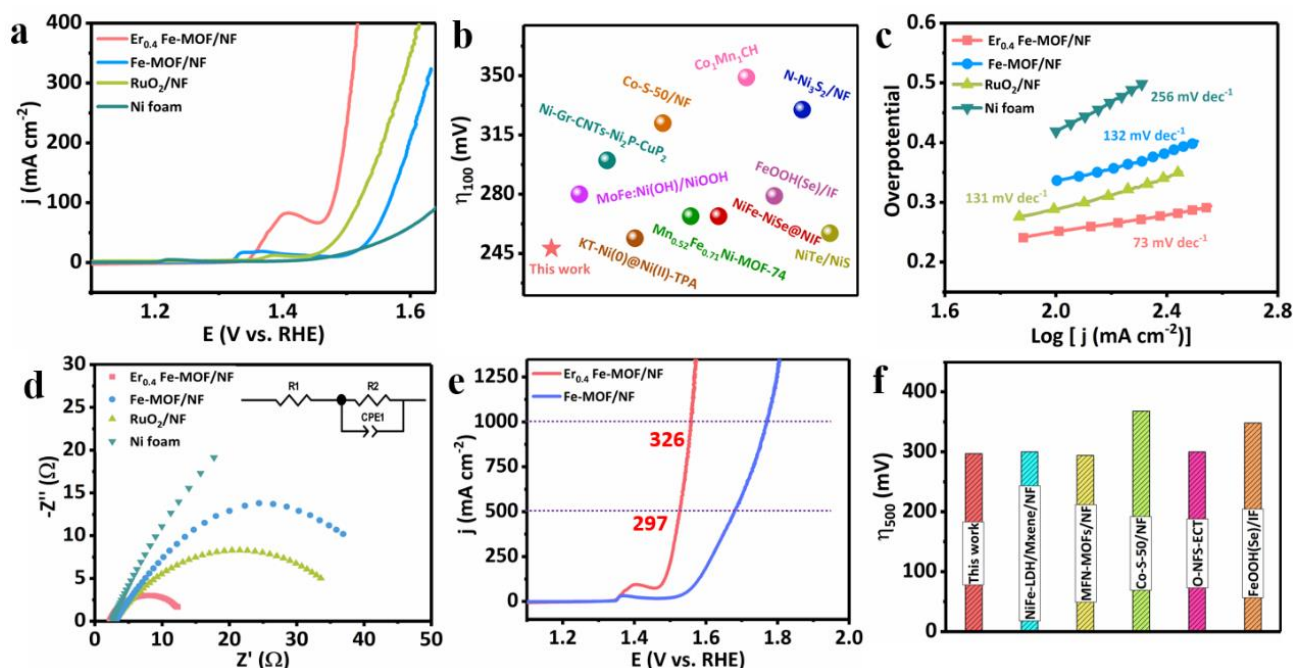 a
400
300
200
100
0
j (mA cm⁻²)
1.2
1.4
1.6
E (V vs. RHE)
Er₀.₄ Fe-MOF/NF
Fe-MOF/NF
RuO₂/NF
Ni foam
b
350
315
280
245
η₁₀₀ (mV)
Co₁Mn₁CH
Co-S-50/NF
N-Ni₃S₂/NF
Ni-Gr-CNTs-Ni₂P-CuP₂
MoFe:Ni(OH)/NiOOH
FeOOH(Se)/IF
NiFe-NiSe@NIF
Mn₀.₅₂Fe₀.₇₁Ni-MOF-74
NiTe/NiS
KT-Ni(0)@Ni(II)-TPA
This work
c
0.6
0.5
0.4
0.3
0.2
Overpotential
Er₀.₄ Fe-MOF/NF
Fe-MOF/NF
RuO₂/NF
Ni foam
256 mV dec⁻¹
132 mV dec⁻¹
131 mV dec⁻¹
73 mV dec⁻¹
1.6
2.0
2.4
2.8
Log [ j (mA cm⁻²)]
d
30
25
20
15
10
5
0
-Z'' (Ω)
Er₀.₄ Fe-MOF/NF
Fe-MOF/NF
RuO₂/NF
Ni foam
R1
R2
CPE1
0
10
20
30
40
50
Z' (Ω)
e
1250
1000
750
500
250
0
j (mA cm⁻²)
Er₀.₄ Fe-MOF/NF
Fe-MOF/NF
326
297
1.2
1.4
1.6
1.8
2.0
E (V vs. RHE)
f
400
300
200
100
0
η₅₀₀ (mV)
This work
NiFe-LDH/Mxene/NF
MFN-MOFs/NF
Co-S-50/NF
O-NFS-ECT
FeOOH(Se)/IF